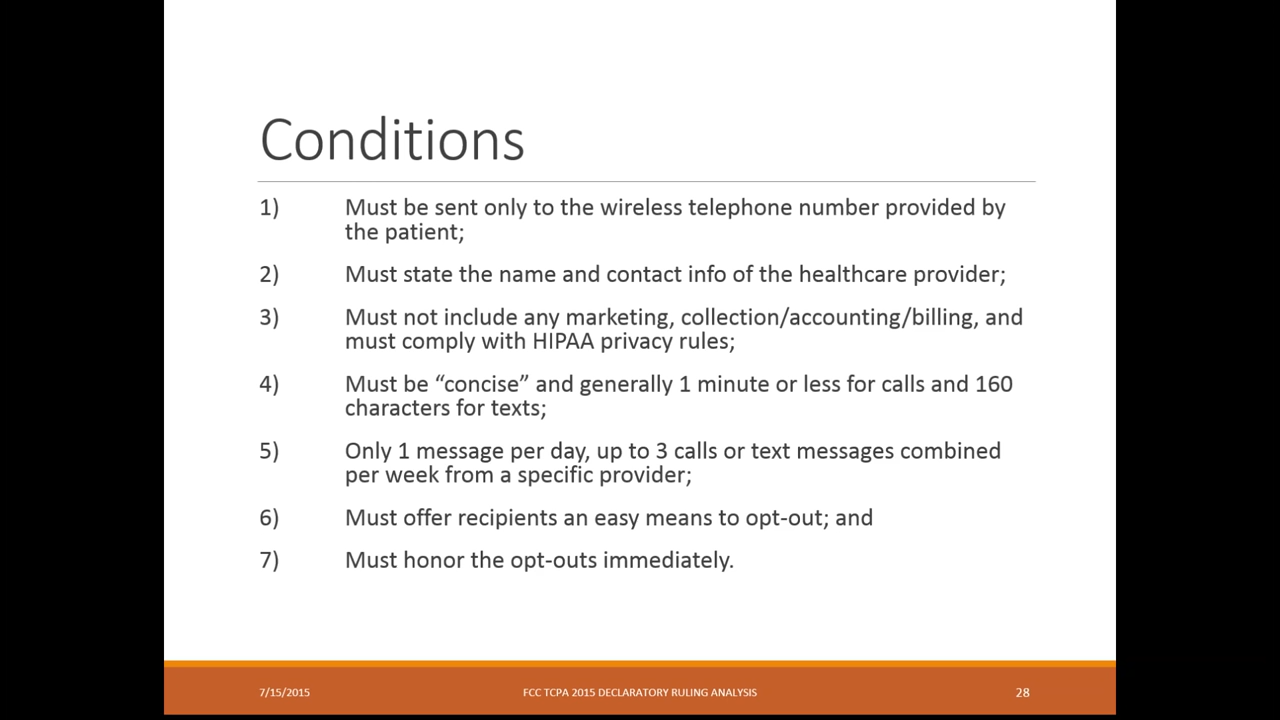 Conditions
1) Must be sent only to the wireless telephone number provided by
the patient;
2) Must state the name and contact info of the healthcare provider;
3) Must not include any marketing, collection/accounting/billing, and
must comply with HIPAA privacy rules;
4) Must be “concise” and generally 1 minute or less for calls and 160
characters for texts;
5) Only 1 message per day, up to 3 calls or text messages combined
per week from a specific provider;
6) Must offer recipients an easy means to opt-out; and
7) Must honor the opt-outs immediately.
7/15/2015 FCC TCPA 2015 DECLARATORY RULING ANALYSIS 28